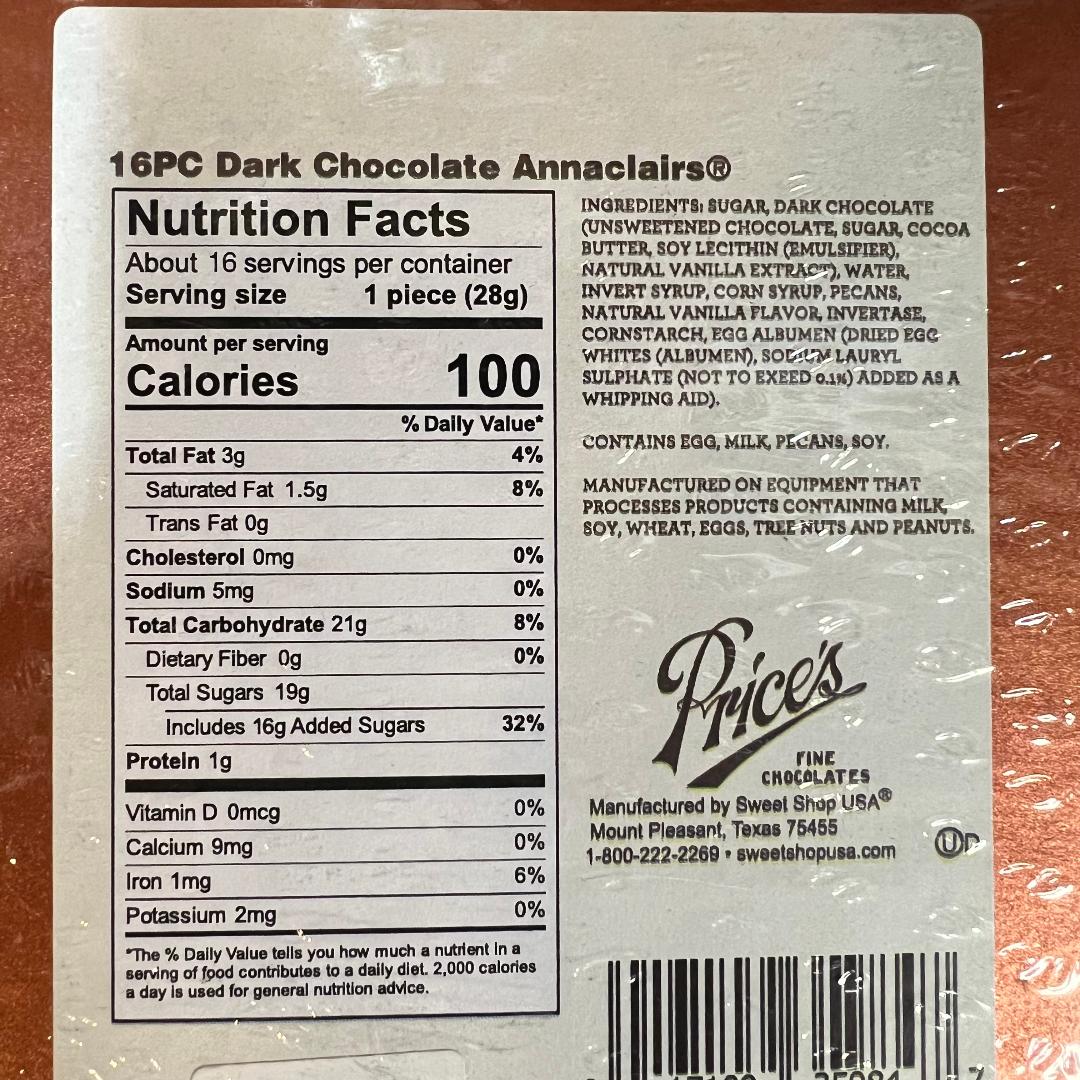 16PC Dark Chocolate Annaclairs®
Nutrition Facts
About 16 servings per container
Serving size 1 piece (28g)
Amount per serving
Calories 100
% Daily Value*
Total Fat 3g 4%
Saturated Fat 1.5g 8%
Trans Fat 0g
Cholesterol 0mg 0%
Sodium 5mg 0%
Total Carbohydrate 21g 8%
Dietary Fiber 0g 0%
Total Sugars 19g
Includes 16g Added Sugars 32%
Protein 1g
Vitamin D 0mcg 0%
Calcium 9mg 0%
Iron 1mg 6%
Potassium 2mg 0%
*The % Daily Value tells you how much a nutrient in a
serving of food contributes to a daily diet. 2,000 calories
a day is used for general nutrition advice.
INGREDIENTS: SUGAR, DARK CHOCOLATE
(UNSWEETENED CHOCOLATE, SUGAR, COCOA
BUTTER, SOY LECITHIN (EMULSIFIER),
NATURAL VANILLA EXTRACT), WATER,
INVERT SYRUP, CORN SYRUP, PECANS,
NATURAL VANILLA FLAVOR, INVERTASE,
CORNSTARCH, EGG ALBUMEN (DRIED EGG
WHITES (ALBUMEN), SODIUM LAURYL
SULPHATE (NOT TO EXEED 0.1%) ADDED AS A
WHIPPING AID).
CONTAINS EGG, MILK, PECANS, SOY.
MANUFACTURED ON EQUIPMENT THAT
PROCESSES PRODUCTS CONTAINING MILK,
SOY, WHEAT, EGGS, TREE NUTS AND PEANUTS.
Price's
FINE
CHOCOLATES
Manufactured by Sweet Shop USA®
Mount Pleasant, Texas 75455
1-800-222-2269 • sweetshopusa.com
U D